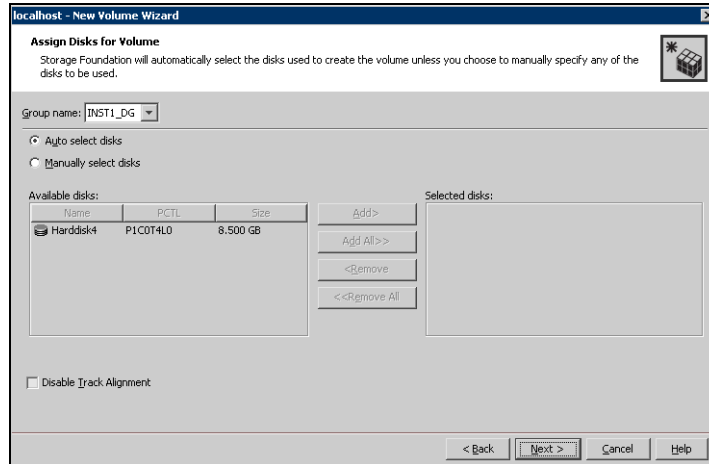 localhost - New Volume Wizard
Assign Disks for Volume
Storage Foundation will automatically select the disks used to create the volume unless you choose to manually specify any of the
disks to be used.
Group name: INST1_DG
Auto select disks
Manually select disks
Available disks:
Selected disks:
Name PCTL Size
Harddisk4 P1C0T4L0 8.500 GB
Add>
Add All>>
<Remove
<<Remove All
Disable Track Alignment
< Back Next > Cancel Help